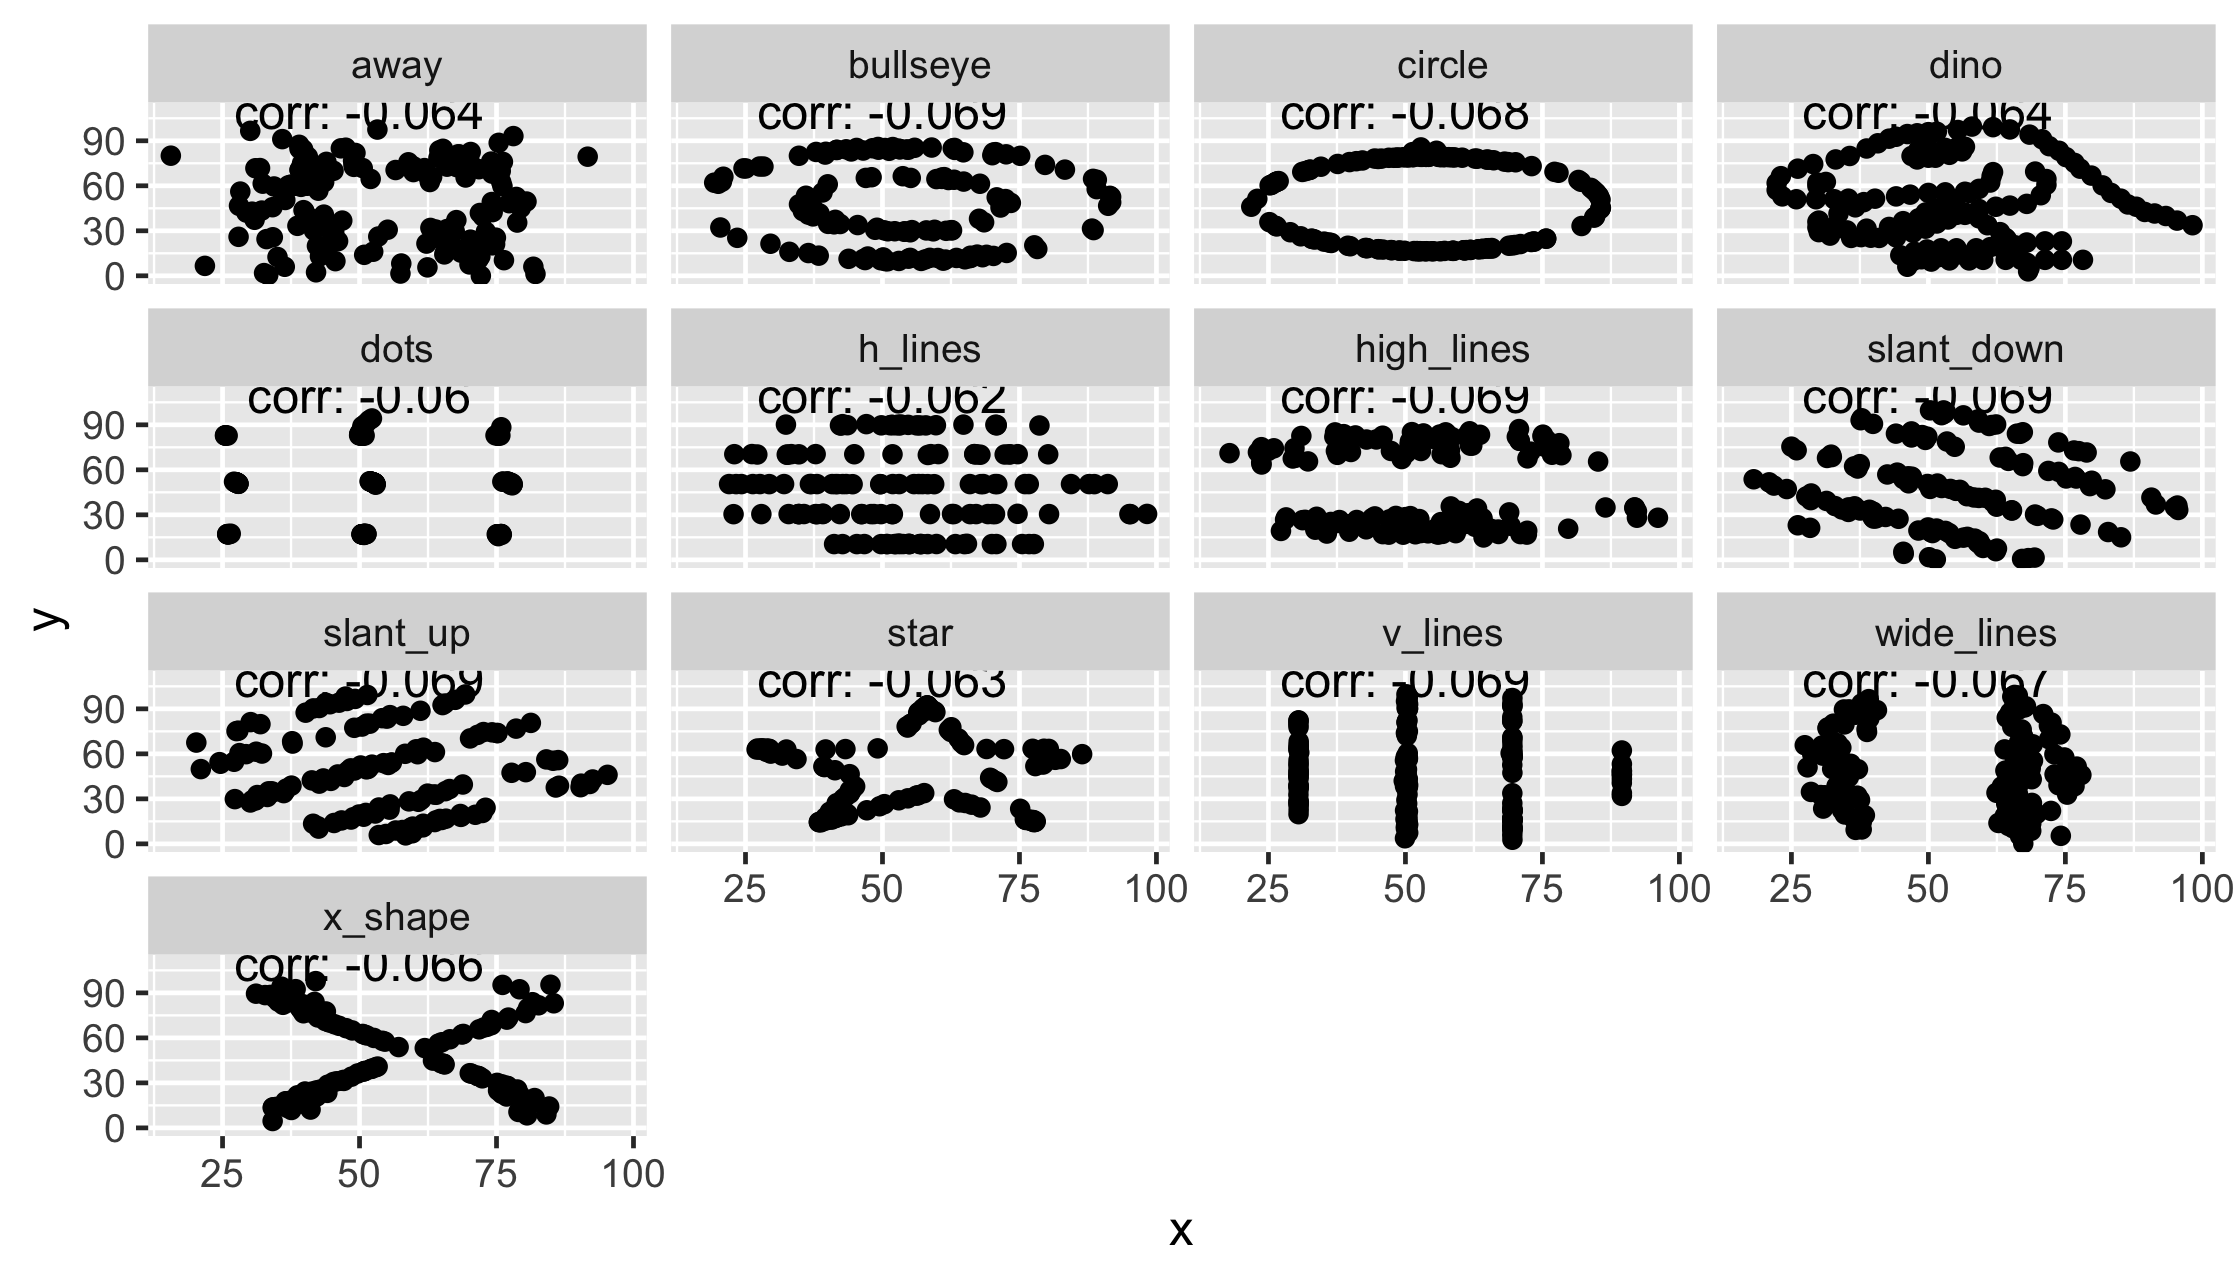 away bullseye circle dino
corr: -0.064 corr: -0.069 corr: -0.068 corr: -0.064
90
60
30
0
dots h_lines high_lines slant_down
corr: -0.06 corr: -0.062 corr: -0.069 corr: -0.069
90
60
30
0
slant_up star v_lines wide_lines
corr: -0.069 corr: -0.063 corr: -0.069 corr: -0.067
90
60
30
0
y
25 50 75 100 25 50 75 100 25 50 75 100
x_shape
corr: -0.066
90
60
30
0
25 50 75 100
x